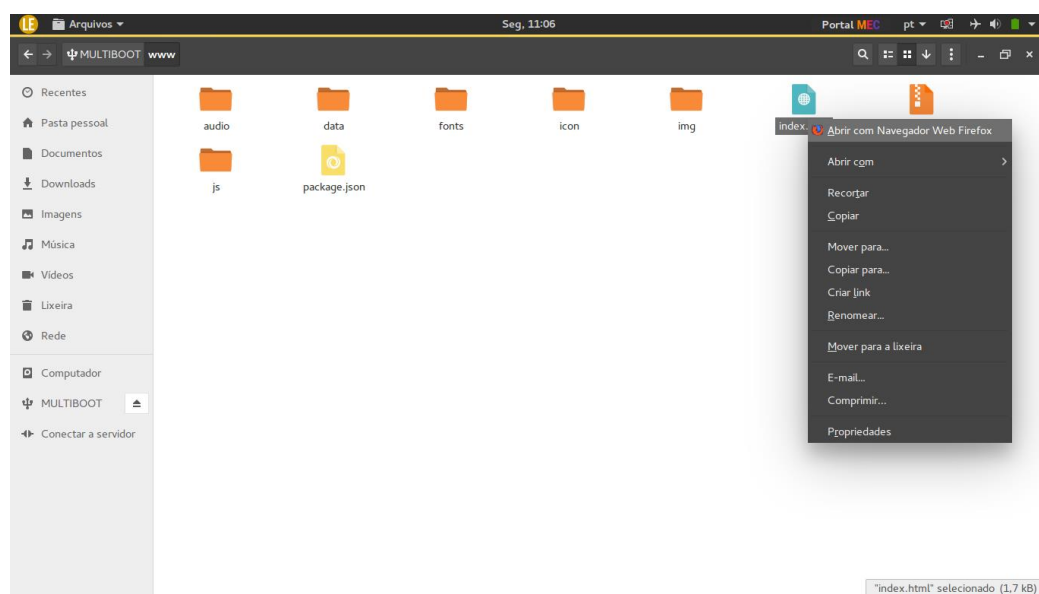 LE Arquivos Seg, 11:06 Portal MEC pt
MULTIBOOT www
Recentes
Pasta pessoal
Documentos
Downloads
Imagens
Música
Vídeos
Lixeira
Rede
Computador
MULTIBOOT
Conectar a servidor
audio data fonts icon img index.
js package.json
Abrir com Navegador Web Firefox
Abrir com
Recortar
Copiar
Mover para...
Copiar para...
Criar link
Renomear...
Mover para a lixeira
E-mail...
Comprimir...
Propriedades
"index.html" selecionado (1,7 kB)